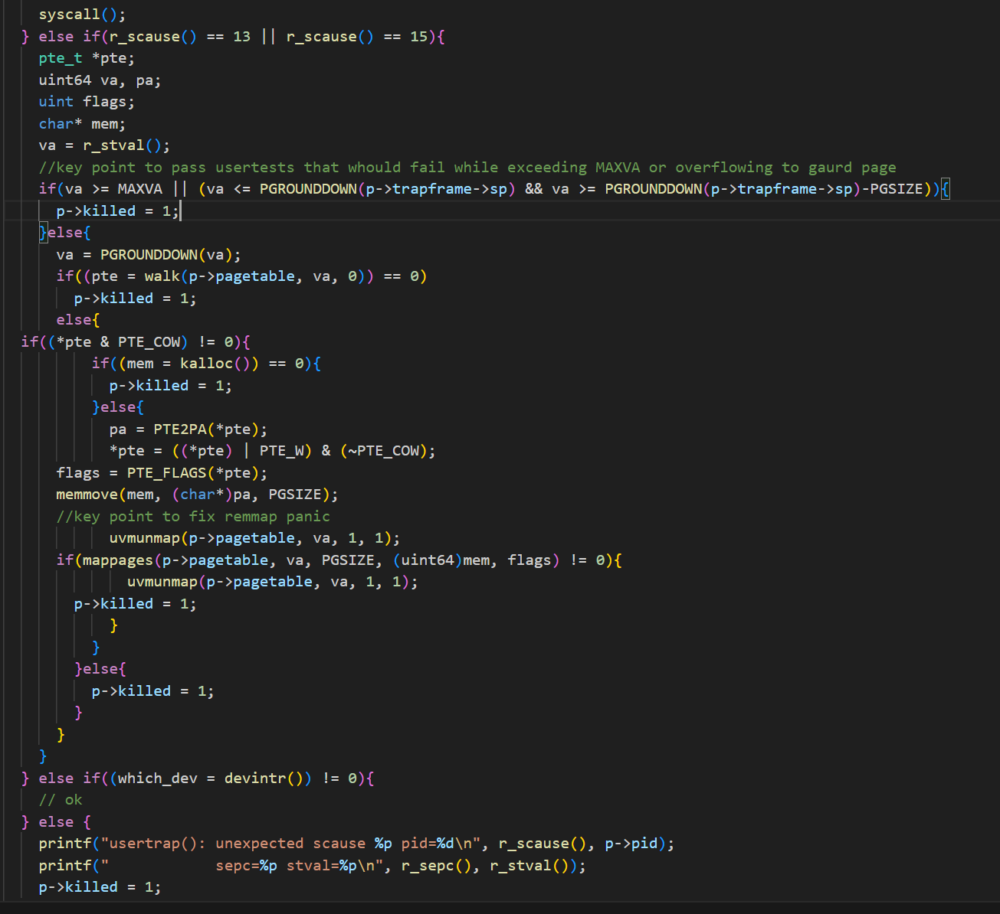 syscall();
} else if(r_scause() == 13 || r_scause() == 15){
pte_t *pte;
uint64 va, pa;
uint flags;
char* mem;
va = r_stval();
//key point to pass usertests that whould fail while exceeding MAXVA or overflowing to gaurd page
if(va >= MAXVA || (va <= PGROUNDDOWN(p->trapframe->sp) && va >= PGROUNDDOWN(p->trapframe->sp)-PGSIZE)){
p->killed = 1;
}else{
va = PGROUNDDOWN(va);
if((pte = walk(p->pagetable, va, 0)) == 0)
p->killed = 1;
else{
if((*pte & PTE_COW) != 0){
if((mem = kalloc()) == 0){
p->killed = 1;
}else{
pa = PTE2PA(*pte);
*pte = ((*pte) | PTE_W) & (~PTE_COW);
flags = PTE_FLAGS(*pte);
memmove(mem, (char*)pa, PGSIZE);
//key point to fix remmap panic
uvmunmap(p->pagetable, va, 1, 1);
if(mappages(p->pagetable, va, PGSIZE, (uint64)mem, flags) != 0){
uvmunmap(p->pagetable, va, 1, 1);
p->killed = 1;
}
}
}else{
p->killed = 1;
}
}
}
} else if((which_dev = devintr()) != 0){
// ok
} else {
printf("usertrap(): unexpected scause %p pid=%d\n", r_scause(), p->pid);
printf("            sepc=%p stval=%p\n", r_sepc(), r_stval());
p->killed = 1;